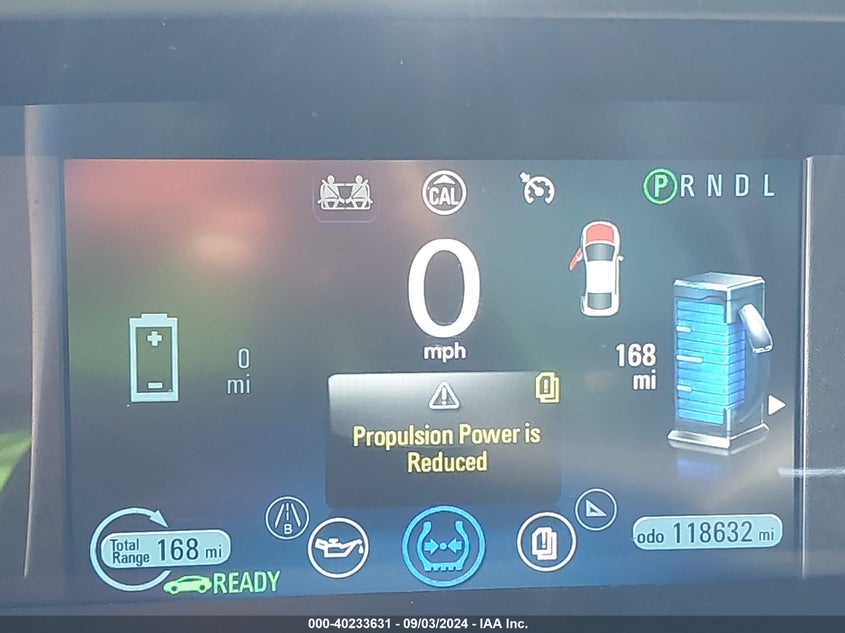 CAL
P R N D L
0
mph
0
mi
168
mi
Propulsion Power is
Reduced
B
Total
Range 168 mi
READY
odo 118632 mi
000-40233631 - 09/03/2024 - IAA Inc.